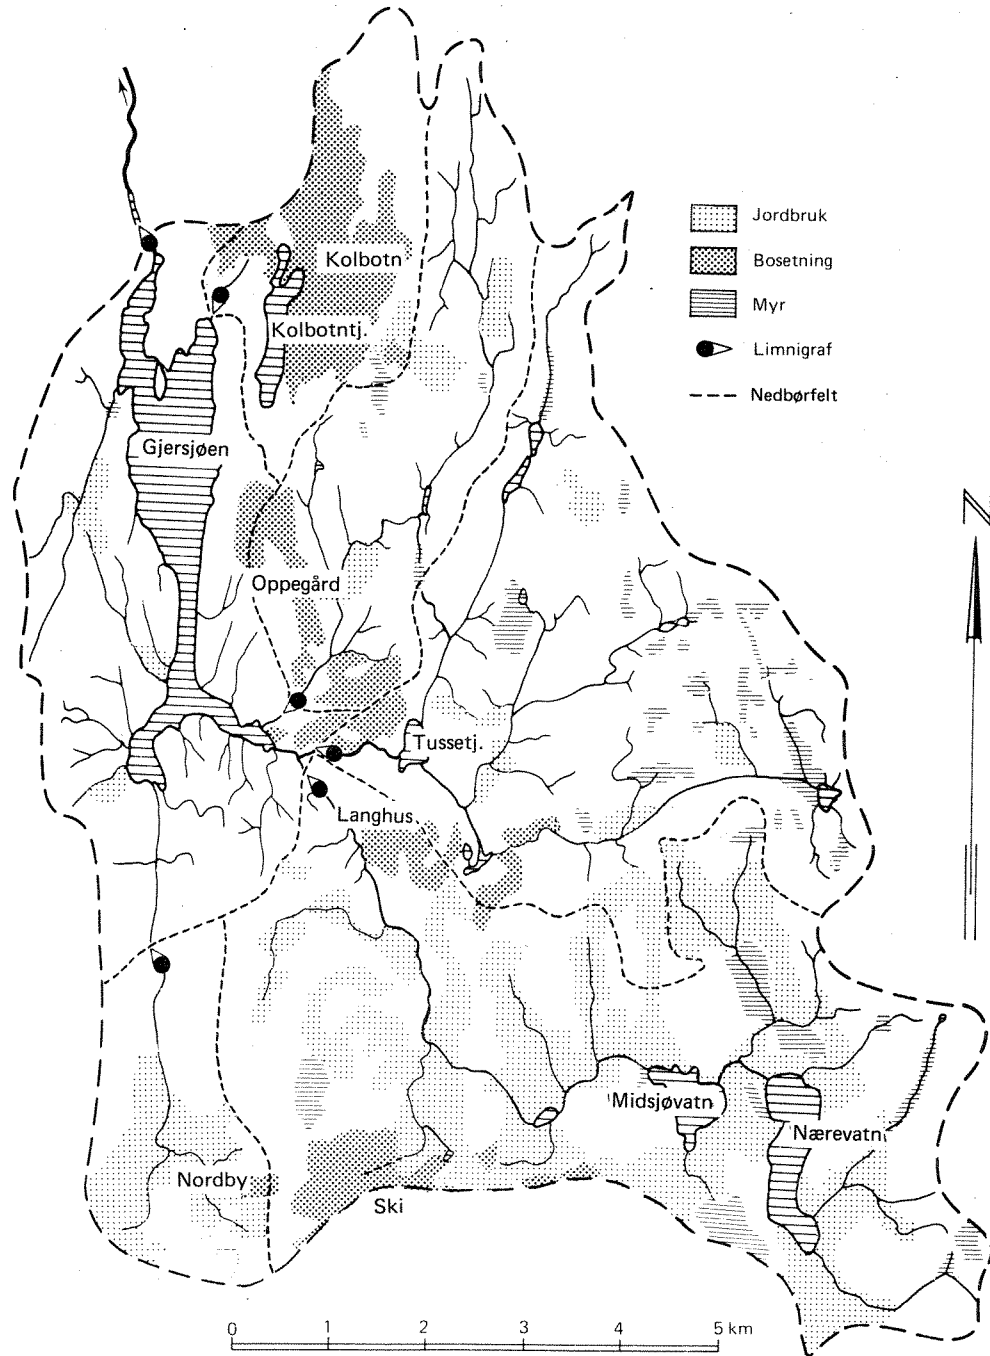 Jordbruk
Bosetning
Myr
Limnigraf
Nedbørfelt
Kolbotn
Kolbotntj.
Gjersjøen
Oppegård
Tussetj.
Langhus
Midsjøvatn
Nærevatn
Nordby
Ski
N
0 1 2 3 4 5 km